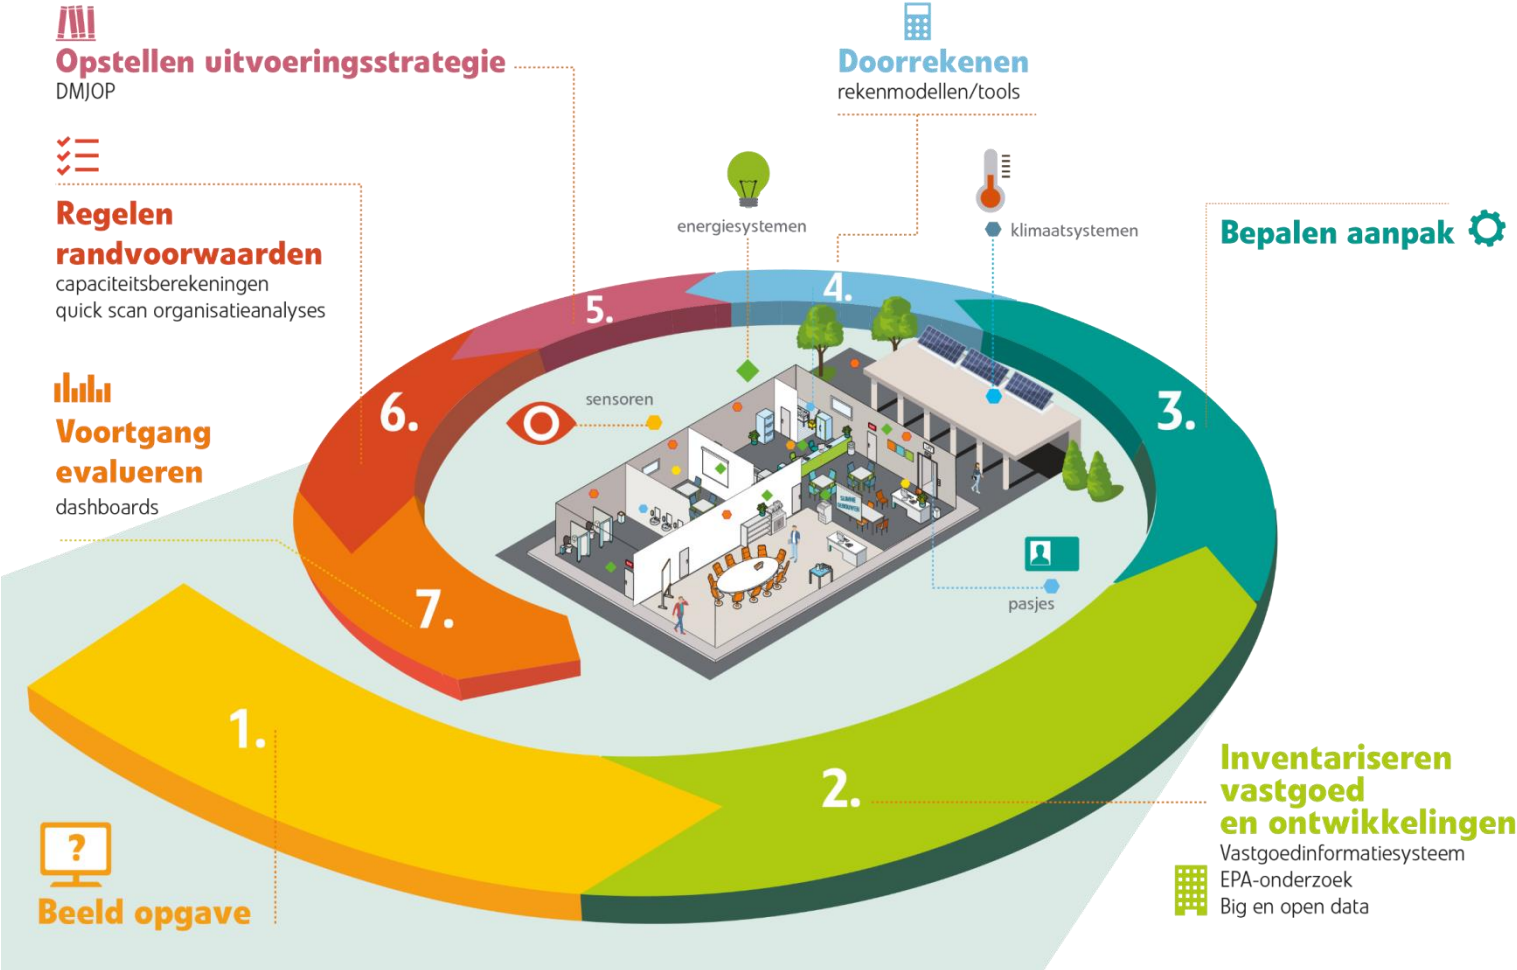 Opstellen uitvoeringsstrategie
DMJOP
Doorrekenen
rekenmodellen/tools
Regelen
randvoorwaarden
capaciteitsberekeningen
quick scan organisatieanalyses
energiesystemen
klimaatsystemen
Bepalen aanpak
5.
4.
3.
6.
sensoren
Voortgang
evalueren
dashboards
7.
pasjes
1.
2.
?
Beeld opgave
Inventariseren
vastgoed
en ontwikkelingen
Vastgoedinformatiesysteem
EPA-onderzoek
Big en open data